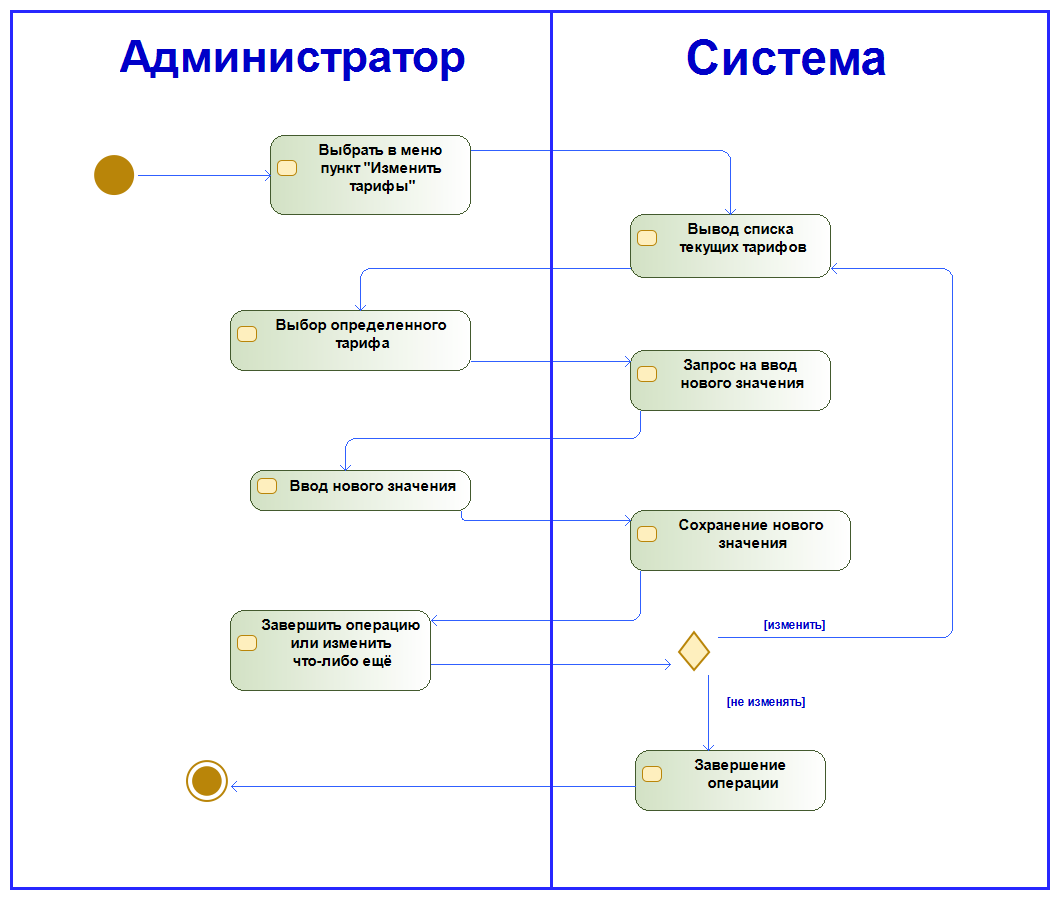 Администратор
Система
Выбрать в меню
пункт "Изменить
тарифы"
Вывод списка
текущих тарифов
Выбор определенного
тарифа
Запрос на ввод
нового значения
Ввод нового значения
Сохранение нового
значения
Завершить операцию
или изменить
что-либо ещё
[изменить]
[не изменять]
Завершение
операции